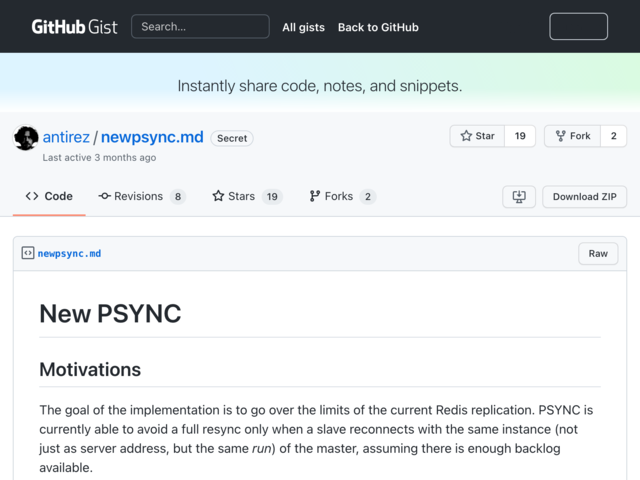 GitHub Gist Search... All gists Back to GitHub
Instantly share code, notes, and snippets.
antirez / newpsync.md Secret
Last active 3 months ago
Star 19 Fork 2
Code Revisions 8 Stars 19 Forks 2 Download ZIP
newpsync.md Raw
New PSYNC
Motivations
The goal of the implementation is to go over the limits of the current Redis replication. PSYNC is
currently able to avoid a full resync only when a slave reconnects with the same instance (not
just as server address, but the same run) of the master, assuming there is enough backlog
available.